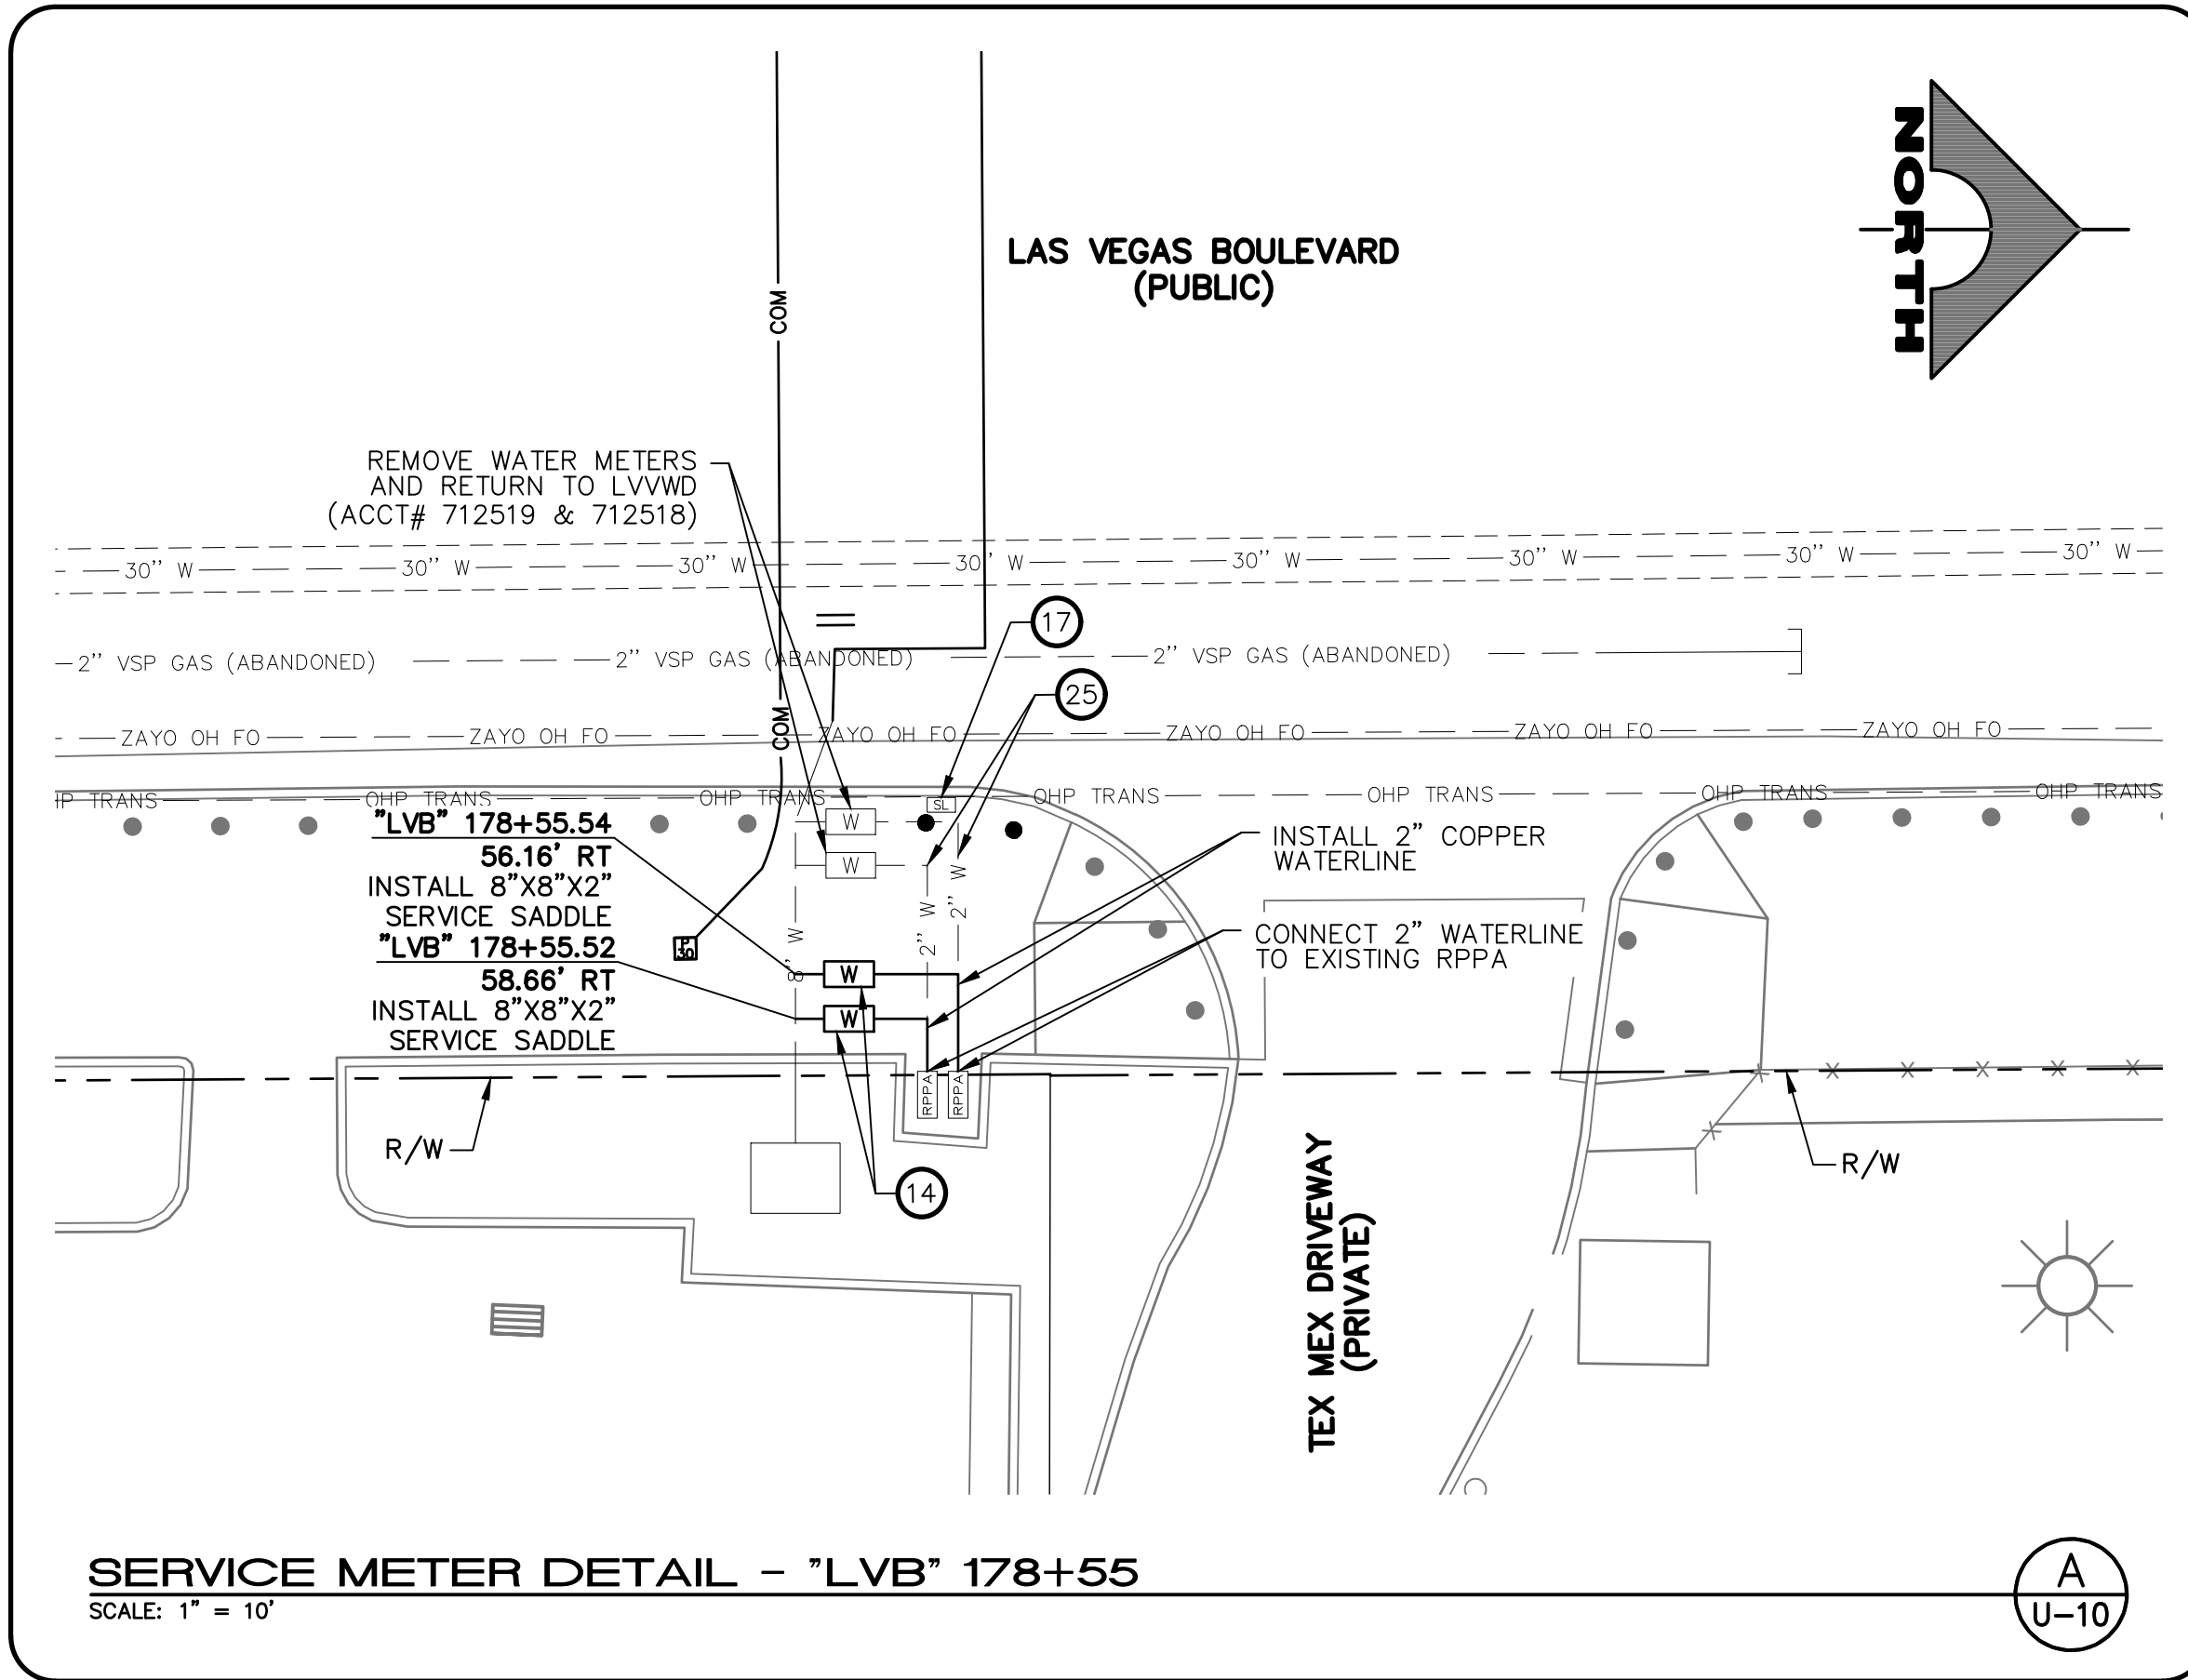 NORTH
LAS VEGAS BOULEVARD
(PUBLIC)
COM
REMOVE WATER METERS
AND RETURN TO LVVWD
(ACCT# 712519 & 712518)
30" W 30" W 30" W 30" W 30" W 30" W 30" W 30" W
17
2" VSP GAS (ABANDONED) 2" VSP GAS (ABANDONED) 2" VSP GAS (ABANDONED)
25
COM
ZAYO OH FO ZAYO OH FO ZAYO OH FO ZAYO OH FO ZAYO OH FO ZAYO OH FO
HP TRANS OHP TRANS OHP TRANS OHP TRANS OHP TRANS OHP TRANS OHP TRANS
SL
W
W
"LVB" 178+55.54
56.16' RT
INSTALL 8"X8"X2"
SERVICE SADDLE
"LVB" 178+55.52
58.66' RT
INSTALL 8"X8"X2"
SERVICE SADDLE
P
30
8" W
2" W
2" W
W
W
INSTALL 2" COPPER
WATERLINE
CONNECT 2" WATERLINE
TO EXISTING RPPA
RPPA
RPPA
R/W
14
R/W
TEX MEX DRIVEWAY
(PRIVATE)
SERVICE METER DETAIL - "LVB" 178+55
SCALE: 1" = 10'
A
U-10